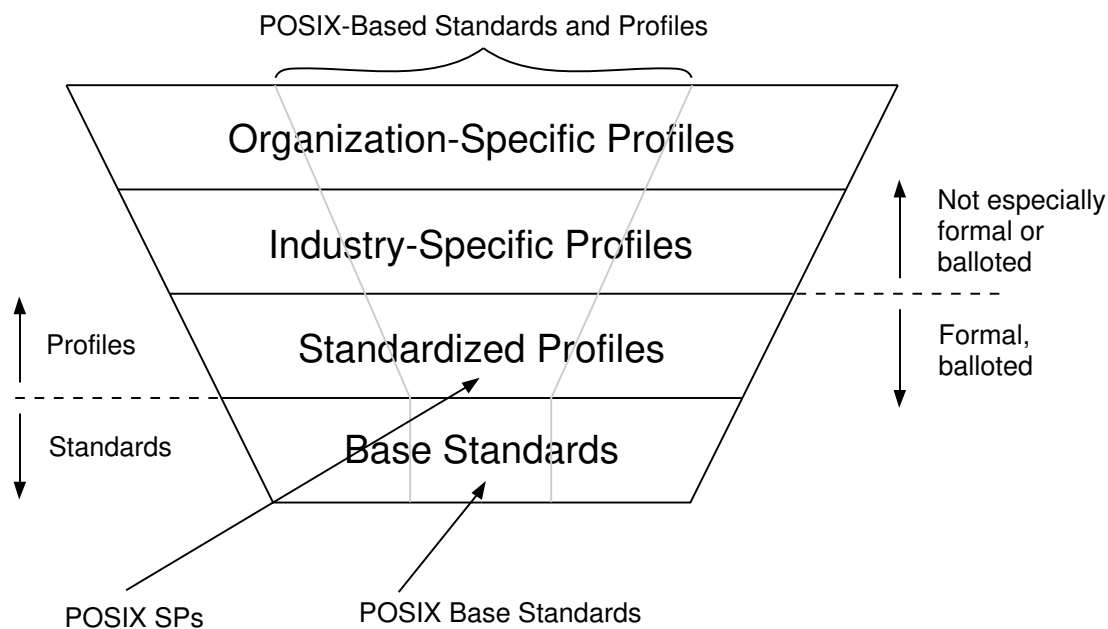 POSIX-Based Standards and Profiles
Organization-Specific Profiles
Industry-Specific Profiles
Not especially
formal or
balloted
Profiles
Standardized Profiles
Formal,
balloted
Standards
Base Standards
POSIX SPs
POSIX Base Standards